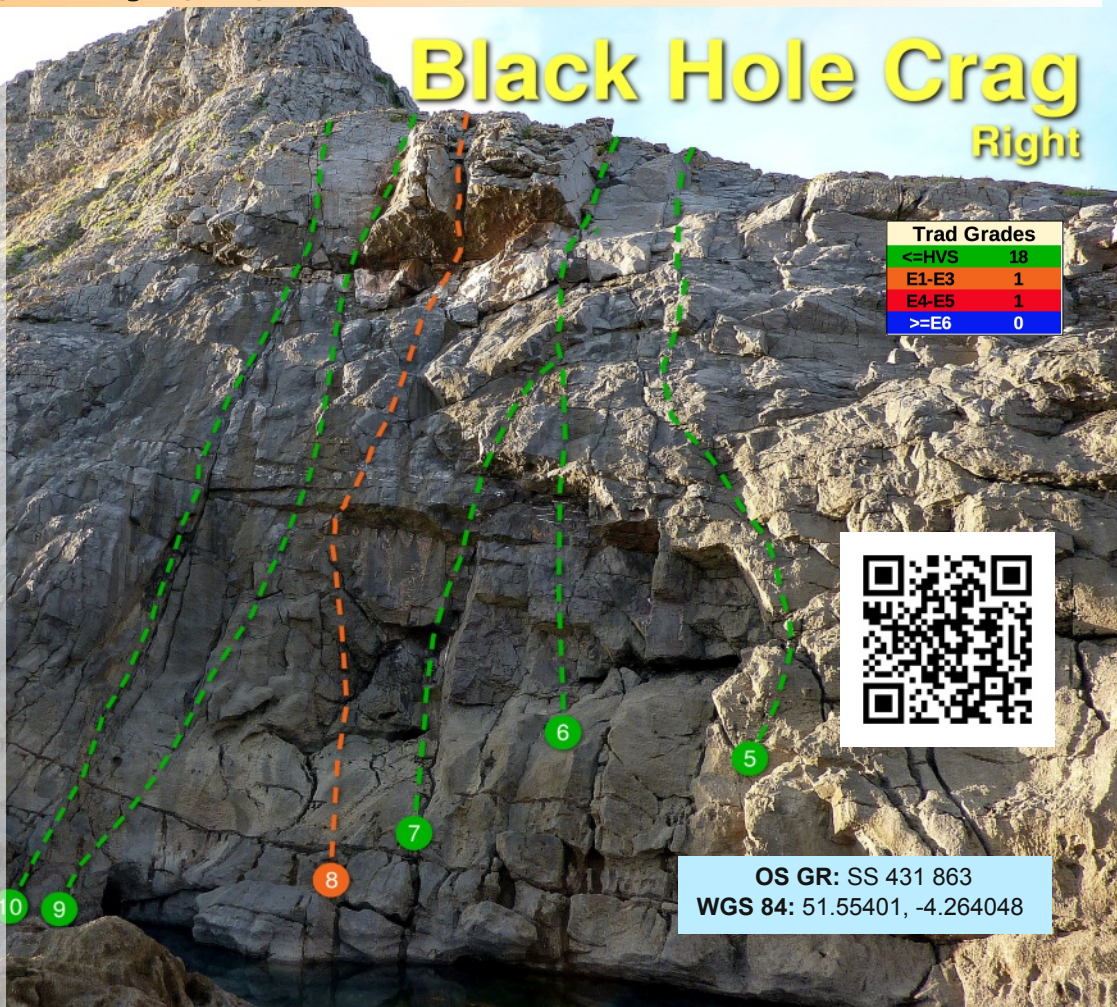 Black Hole Crag
Right
Trad Grades
<=HVS 18
E1-E3 1
E4-E5 1
>=E6 0
6
5
7
8
10 9
OS GR: SS 431 863
WGS 84: 51.55401, -4.264048